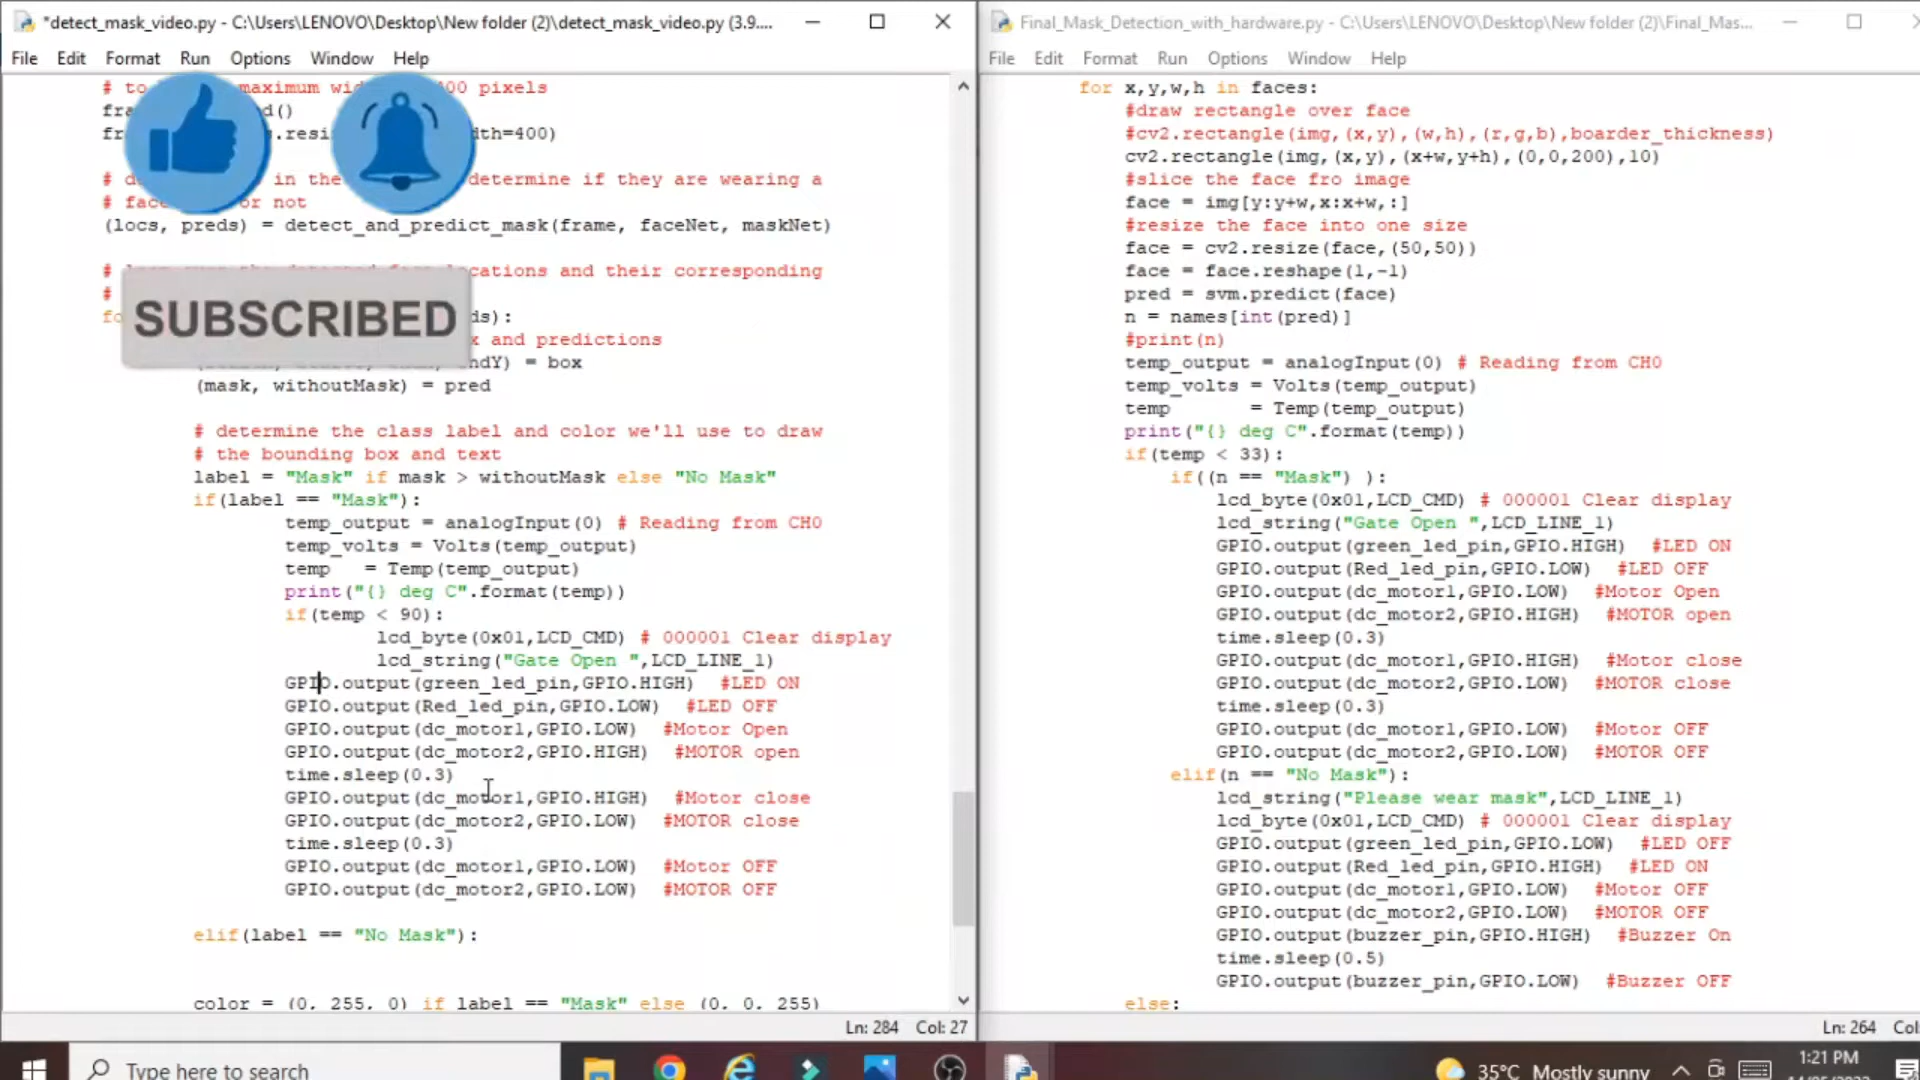 *detect_mask_video.py - C:\Users\LENOVO\Desktop\New folder (2)\detect_mask_video.py (3.9....
File Edit Format Run Options Window Help
# to maximum wi 00 pixels
fra d()
fr .resi dth=400)
# d in the determine if they are wearing a
# fac or not
(locs, preds) = detect_and_predict_mask(frame, faceNet, maskNet)
# locations and their corresponding
#
fo ds):
x and predictions
ndY) = box
(mask, withoutMask) = pred
# determine the class label and color we'll use to draw
# the bounding box and text
label = "Mask" if mask > withoutMask else "No Mask"
if(label == "Mask"):
temp_output = analogInput(0) # Reading from CH0
temp_volts = Volts(temp_output)
temp = Temp(temp_output)
print("{} deg C".format(temp))
if(temp < 90):
lcd_byte(0x01,LCD_CMD) # 000001 Clear display
lcd_string("Gate Open ",LCD_LINE_1)
GPIO.output(green_led_pin,GPIO.HIGH) #LED ON
GPIO.output(Red_led_pin,GPIO.LOW) #LED OFF
GPIO.output(dc_motor1,GPIO.LOW) #Motor Open
GPIO.output(dc_motor2,GPIO.HIGH) #MOTOR open
time.sleep(0.3)
GPIO.output(dc_motor1,GPIO.HIGH) #Motor close
GPIO.output(dc_motor2,GPIO.LOW) #MOTOR close
time.sleep(0.3)
GPIO.output(dc_motor1,GPIO.LOW) #Motor OFF
GPIO.output(dc_motor2,GPIO.LOW) #MOTOR OFF
elif(label == "No Mask"):
color = (0, 255, 0) if label == "Mask" else (0, 0, 255)
Ln: 284 Col: 27
SUBSCRIBED
Final_Mask_Detection_with_hardware.py - C:\Users\LENOVO\Desktop\New folder (2)\Final_Mas...
File Edit Format Run Options Window Help
for x,y,w,h in faces:
#draw rectangle over face
#cv2.rectangle(img,(x,y),(w,h),(r,g,b),boarder_thickness)
cv2.rectangle(img,(x,y),(x+w,y+h),(0,0,200),10)
#slice the face fro image
face = img[y:y+w,x:x+w,:]
#resize the face into one size
face = cv2.resize(face,(50,50))
face = face.reshape(1,-1)
pred = svm.predict(face)
n = names[int(pred)]
#print(n)
temp_output = analogInput(0) # Reading from CH0
temp_volts = Volts(temp_output)
temp = Temp(temp_output)
print("{} deg C".format(temp))
if(temp < 33):
if((n == "Mask") ):
lcd_byte(0x01,LCD_CMD) # 000001 Clear display
lcd_string("Gate Open ",LCD_LINE_1)
GPIO.output(green_led_pin,GPIO.HIGH) #LED ON
GPIO.output(Red_led_pin,GPIO.LOW) #LED OFF
GPIO.output(dc_motor1,GPIO.LOW) #Motor Open
GPIO.output(dc_motor2,GPIO.HIGH) #MOTOR open
time.sleep(0.3)
GPIO.output(dc_motor1,GPIO.HIGH) #Motor close
GPIO.output(dc_motor2,GPIO.LOW) #MOTOR close
time.sleep(0.3)
GPIO.output(dc_motor1,GPIO.LOW) #Motor OFF
GPIO.output(dc_motor2,GPIO.LOW) #MOTOR OFF
elif(n == "No Mask"):
lcd_string("Please wear mask",LCD_LINE_1)
lcd_byte(0x01,LCD_CMD) # 000001 Clear display
GPIO.output(green_led_pin,GPIO.LOW) #LED OFF
GPIO.output(Red_led_pin,GPIO.HIGH) #LED ON
GPIO.output(dc_motor1,GPIO.LOW) #Motor OFF
GPIO.output(dc_motor2,GPIO.LOW) #MOTOR OFF
GPIO.output(buzzer_pin,GPIO.HIGH) #Buzzer On
time.sleep(0.5)
GPIO.output(buzzer_pin,GPIO.LOW) #Buzzer OFF
else:
Ln: 264 Col:
Type here to search
35°C Mostly sunny
1:21 PM